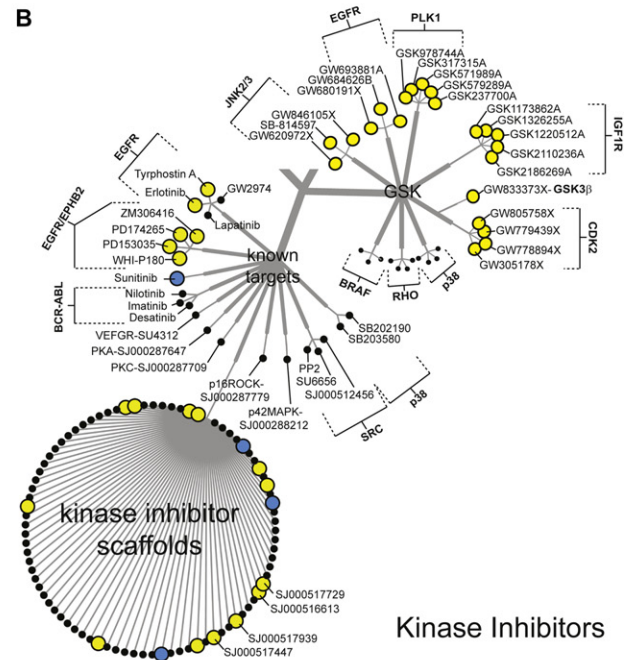 B
EGFR
PLK1
GSK978744A
GSK317315A
GSK571989A
GSK579289A
GSK237700A
GW693881A
GW684626B
GW680191X
JNK2/3
GW846105X
SB-814597
GW620972X
GSK1173862A
GSK1326255A
GSK1220512A
GSK2110236A
GSK2186269A
IGF1R
GSK
GW833373X- GSK3β
GW805758X
GW779439X
GW778894X
GW305178X
CDK2
BRAF
RHO
p38
EGFR
Tyrphostin A
Erlotinib
GW2974
Lapatinib
EGFR/EPHB2
ZM306416
PD174265
PD153035
WHI-P180
known
targets
Sunitinib
BCR-ABL
Nilotinib
Imatinib
Desatinib
VEFGR-SU4312
PKA-SJ000287647
PKC-SJ000287709
p16ROCK-
SJ000287779
p42MAPK-
SJ000288212
SB202190
SB203580
PP2
SU6656
SJ000512456
SRC
p38
kinase inhibitor
scaffolds
SJ000517729
SJ000516613
SJ000517939
SJ000517447
Kinase Inhibitors